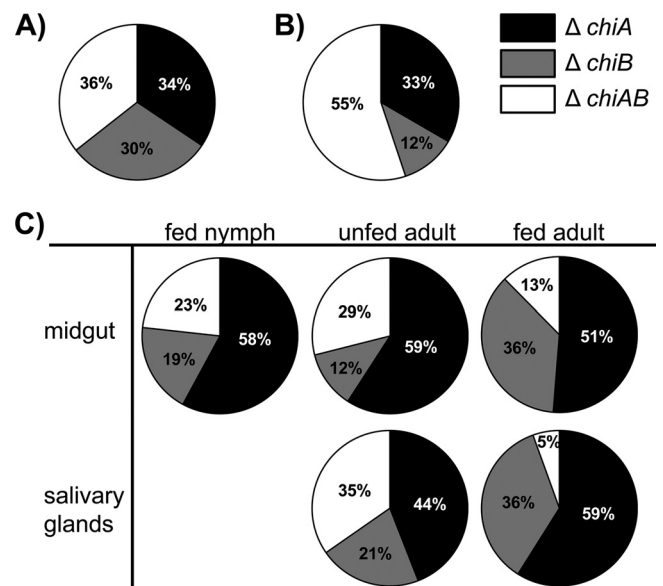 A)
36%
34%
30%
B)
55%
33%
12%
Δ chiA
Δ chiB
Δ chiAB
C)
fed nymph
unfed adult
fed adult
midgut
23%
58%
19%
29%
59%
12%
13%
51%
36%
salivary
glands
35%
44%
21%
5%
36%
59%